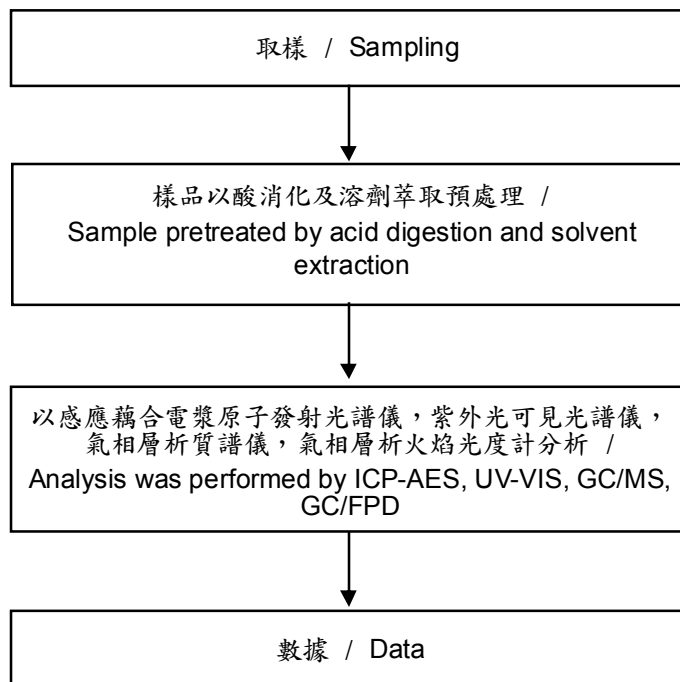 取樣 / Sampling
樣品以酸消化及溶劑萃取預處理 /
Sample pretreated by acid digestion and solvent
extraction
以感應藕合電漿原子發射光譜儀，紫外光可見光譜儀，
氣相層析質譜儀，氣相層析火焰光度計分析 /
Analysis was performed by ICP-AES, UV-VIS, GC/MS,
GC/FPD
數據 / Data